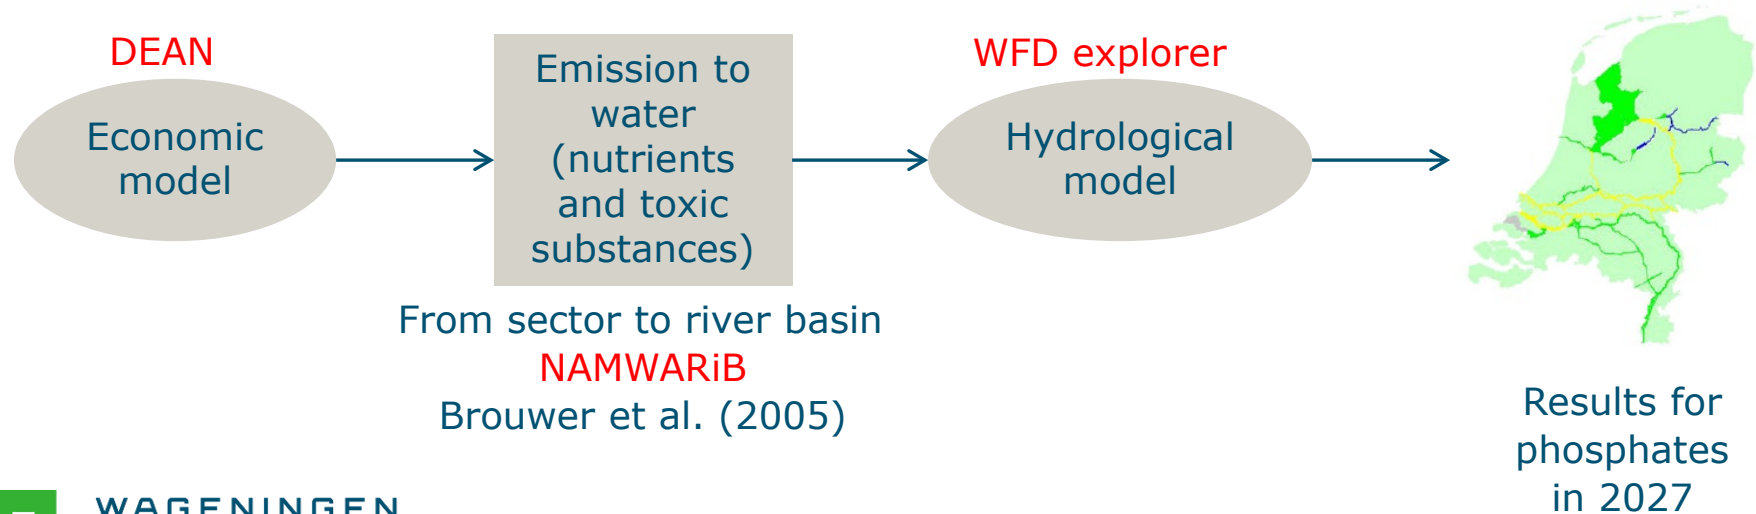 DEAN
Economic
model
Emission to
water
(nutrients
and toxic
substances)
From sector to river basin
NAMWARiB
Brouwer et al. (2005)
WFD explorer
Hydrological
model
Results for
phosphates
in 2027
WAGENINGEN